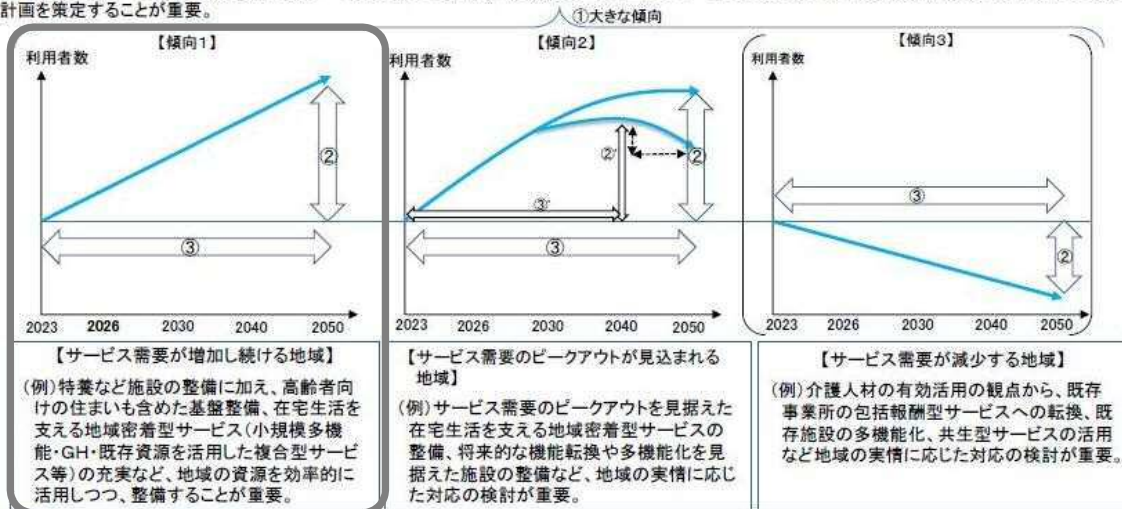 計画を策定することが重要。
①大きな傾向
【傾向1】
利用者数
②
③
2023 2026 2030 2040 2050
【傾向2】
利用者数
②'
②
③'
③
2023 2026 2030 2040 2050
【傾向3】
利用者数
③
②
2023 2026 2030 2040 2050
【サービス需要が増加し続ける地域】
(例)特養など施設の整備に加え、高齢者向
けの住まいも含めた基盤整備、在宅生活を
支える地域密着型サービス(小規模多機
能・GH・既存資源を活用した複合型サービ
ス等)の充実など、地域の資源を効率的に
活用しつつ、整備することが重要。
【サービス需要のピークアウトが見込まれる
地域】
(例)サービス需要のピークアウトを見据えた
在宅生活を支える地域密着型サービスの
整備、将来的な機能転換や多機能化を見
据えた施設の整備など、地域の実情に応じ
た対応の検討が重要。
【サービス需要が減少する地域】
(例)介護人材の有効活用の観点から、既存
事業所の包括報酬型サービスへの転換、既
存施設の多機能化、共生型サービスの活用
など地域の実情に応じた対応の検討が重要。